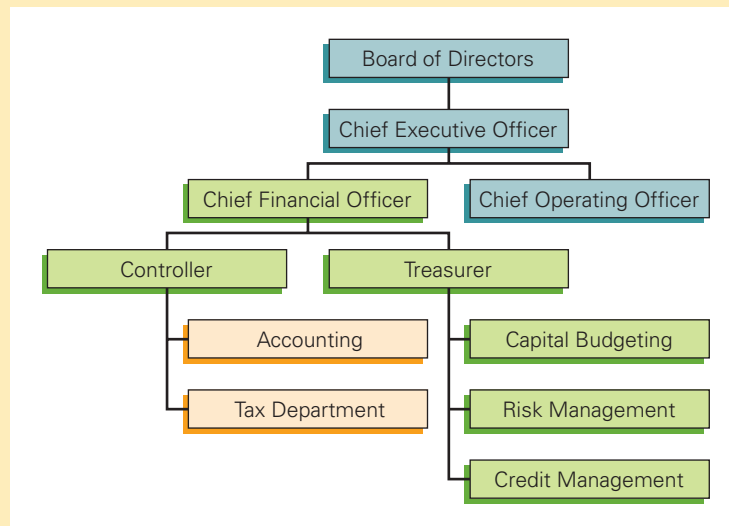 Board of Directors
Chief Executive Officer
Chief Financial Officer
Chief Operating Officer
Controller
Treasurer
Accounting
Capital Budgeting
Tax Department
Risk Management
Credit Management